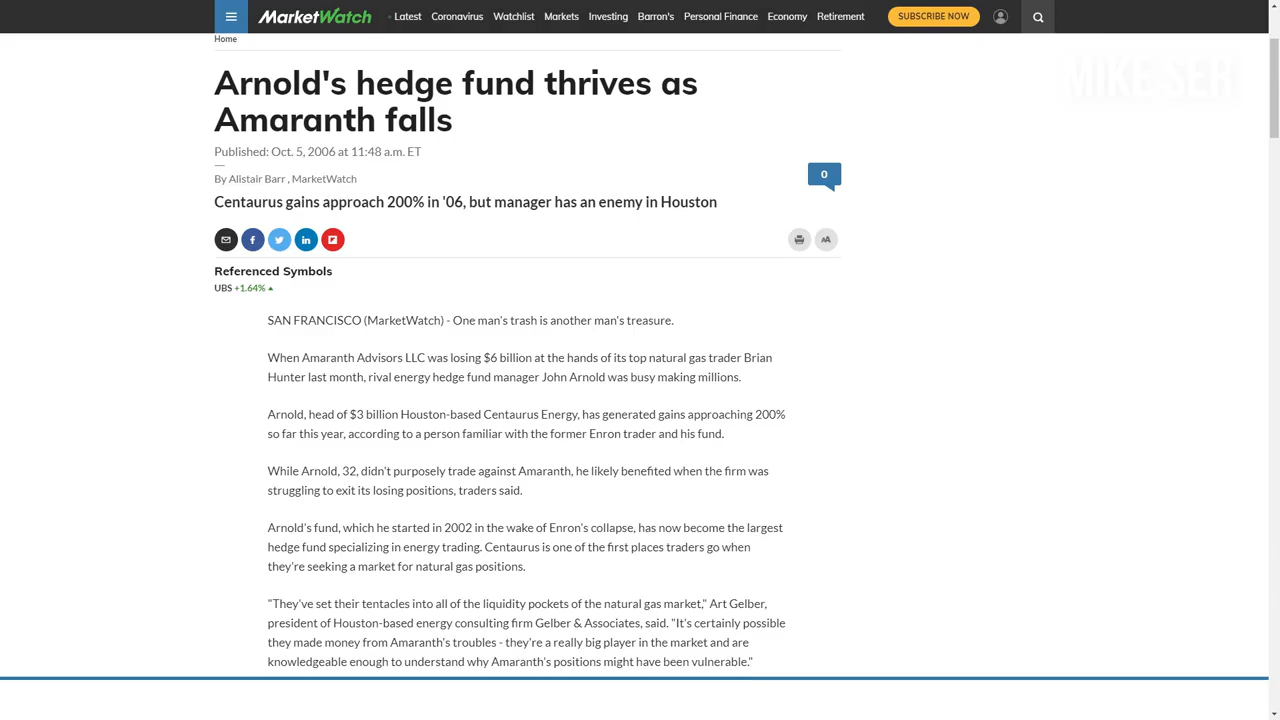 MarketWatch
Latest Coronavirus Watchlist Markets Investing Barron's Personal Finance Economy Retirement SUBSCRIBE NOW
Home
MIKE SER
Arnold's hedge fund thrives as
Amaranth falls
Published: Oct. 5, 2006 at 11:48 a.m. ET
By Alistair Barr , MarketWatch
0
Centaurus gains approach 200% in '06, but manager has an enemy in Houston
AA
Referenced Symbols
UBS +1.64%
SAN FRANCISCO (MarketWatch) - One man's trash is another man's treasure.
When Amaranth Advisors LLC was losing $6 billion at the hands of its top natural gas trader Brian
Hunter last month, rival energy hedge fund manager John Arnold was busy making millions.
Arnold, head of $3 billion Houston-based Centaurus Energy, has generated gains approaching 200%
so far this year, according to a person familiar with the former Enron trader and his fund.
While Arnold, 32, didn't purposely trade against Amaranth, he likely benefited when the firm was
struggling to exit its losing positions, traders said.
Arnold's fund, which he started in 2002 in the wake of Enron's collapse, has now become the largest
hedge fund specializing in energy trading. Centaurus is one of the first places traders go when
they're seeking a market for natural gas positions.
"They've set their tentacles into all of the liquidity pockets of the natural gas market," Art Gelber,
president of Houston-based energy consulting firm Gelber & Associates, said. "It's certainly possible
they made money from Amaranth's troubles - they're a really big player in the market and are
knowledgeable enough to understand why Amaranth's positions might have been vulnerable."